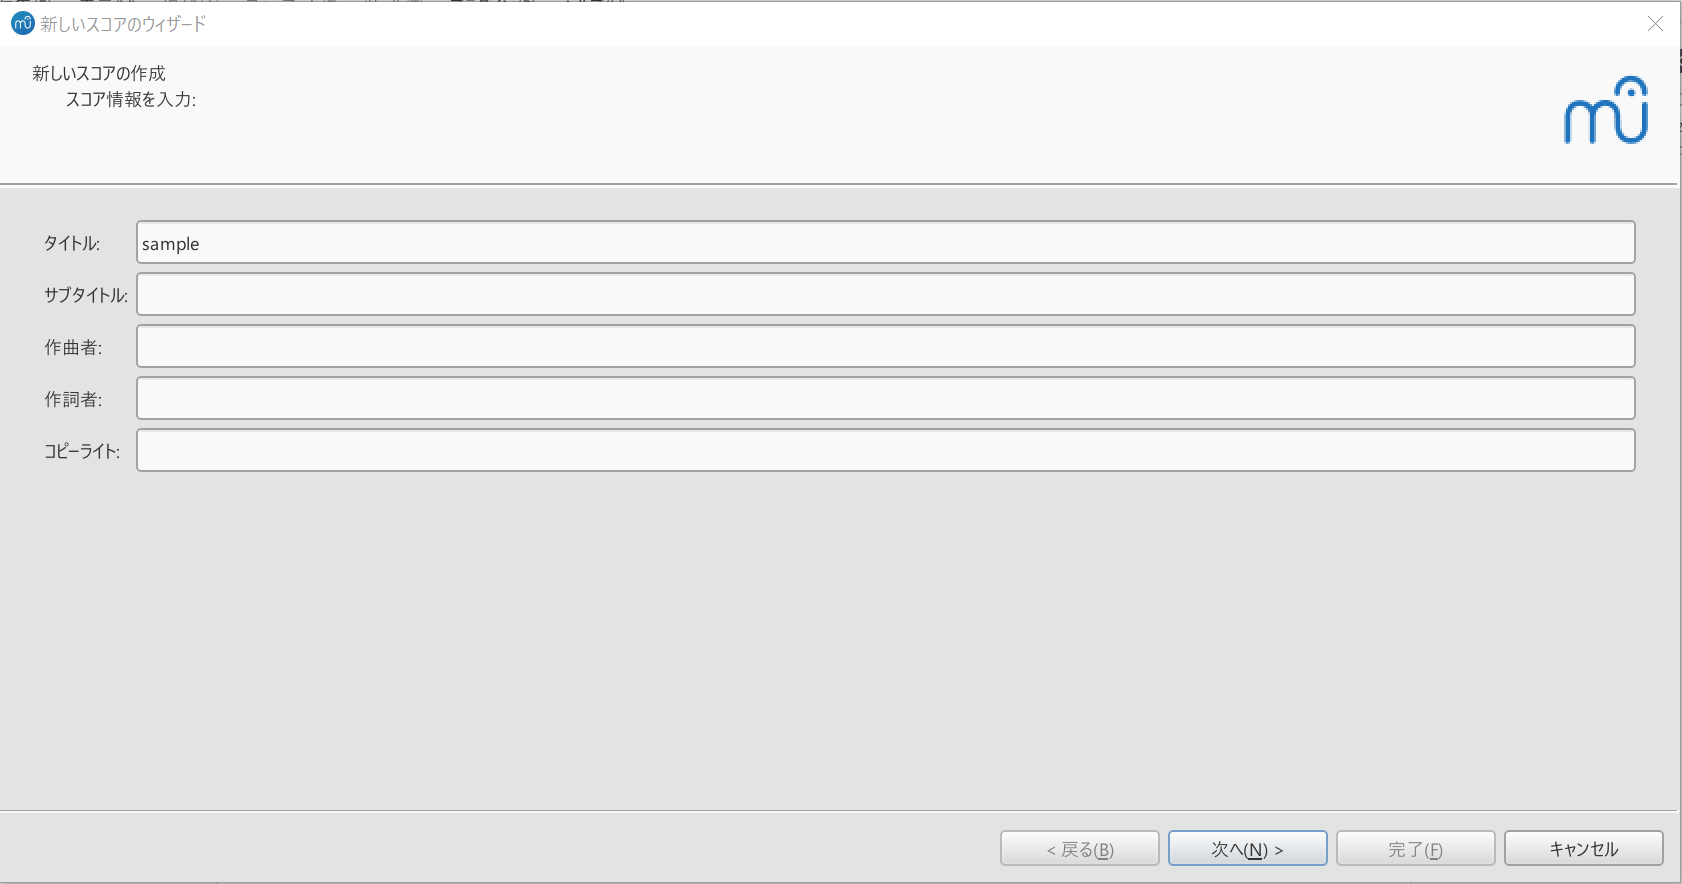 新しいスコアのウィザード
新しいスコアの作成
スコア情報を入力:
タイトル: sample
サブタイトル:
作曲者:
作詞者:
コピーライト:
< 戻る(B) 次へ(N) > 完了(F) キャンセル